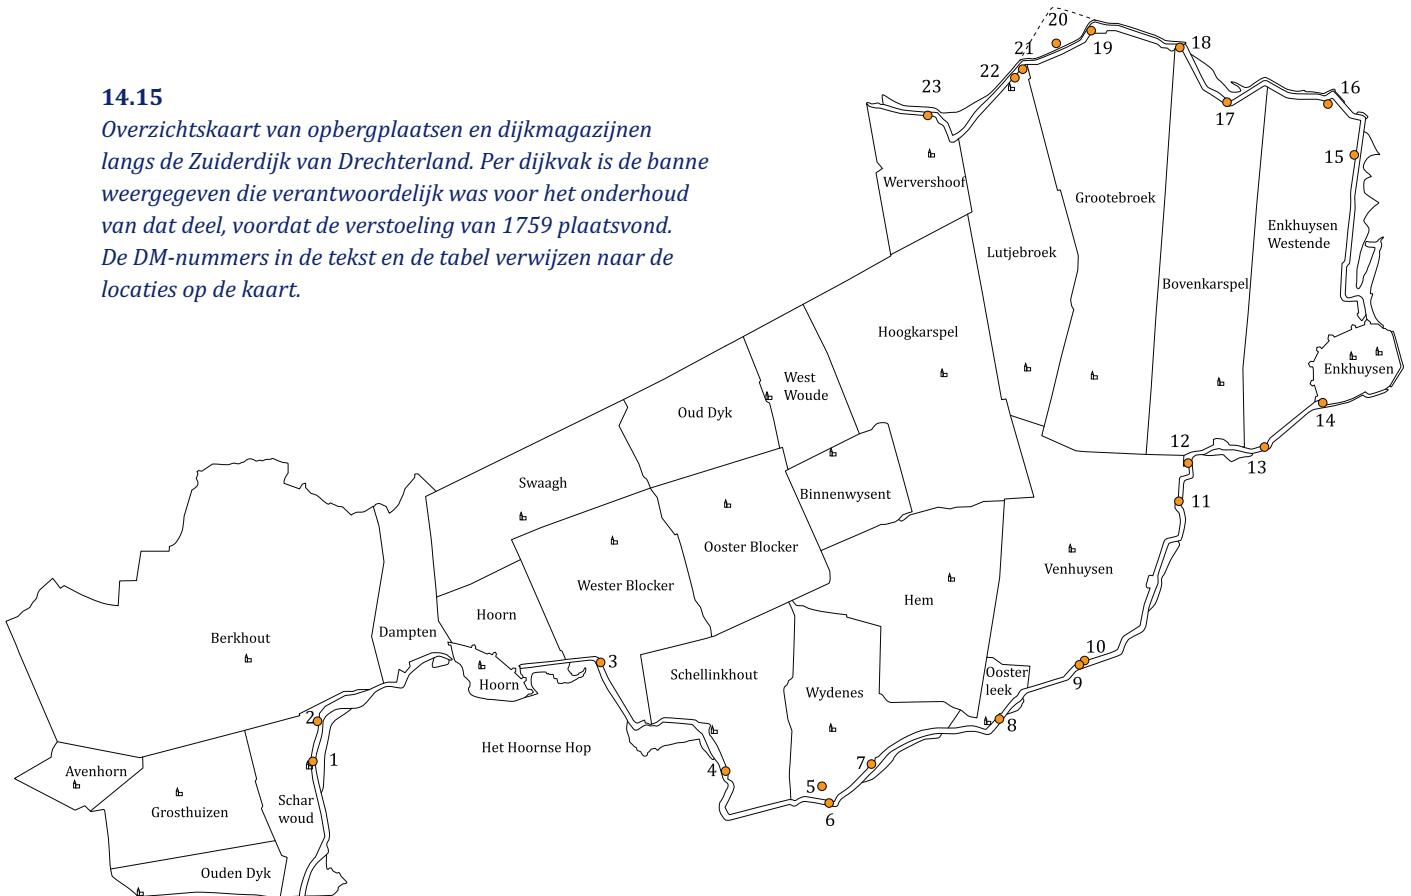 14.15
Overzichtskaart van opbergplaatsen en dijkmagazijnen
langs de Zuiderdijk van Drechterland. Per dijkvak is de banne
weergegeven die verantwoordelijk was voor het onderhoud
van dat deel, voordat de verstoeling van 1759 plaatsvond.
De DM-nummers in de tekst en de tabel verwijzen naar de
locaties op de kaart.
20
19
18
21
22
23
16
17
15
Wervershoof
Grootebroek
Enkhuysen
Westende
Lutjebroek
Bovenkarspel
Hoogkarspel
Enkhuysen
West
Woude
Oud Dyk
14
12
13
Swaagh
Binnenwysent
11
Ooster Blocker
Wester Blocker
Venhuysen
Hem
Hoorn
Dampten
Berkhout
10
9
3
Hoorn
Schellinkhout
Ooster
leek
Wydenes
2
8
Het Hoornse Hop
1
7
4
Avenhorn
5
6
Schar
woud
Grosthuizen
Ouden Dyk